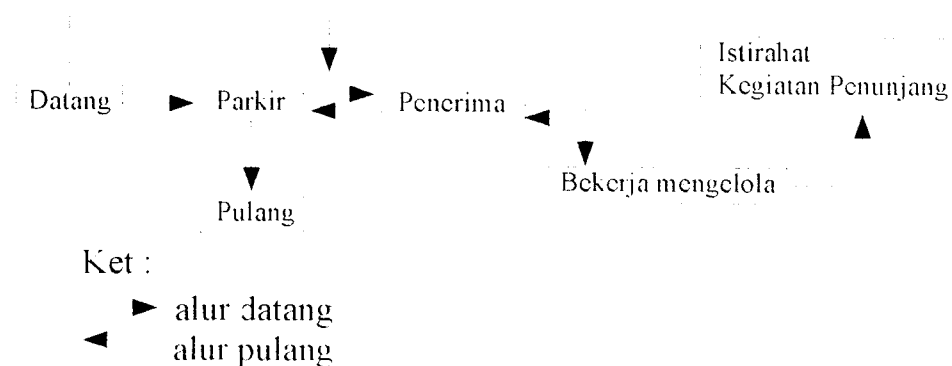 Istirahat
Kegiatan Penunjang
Datang
Parkir
Penerima
Bekerja mengelola
Pulang
Ket :
alur datang
alur pulang